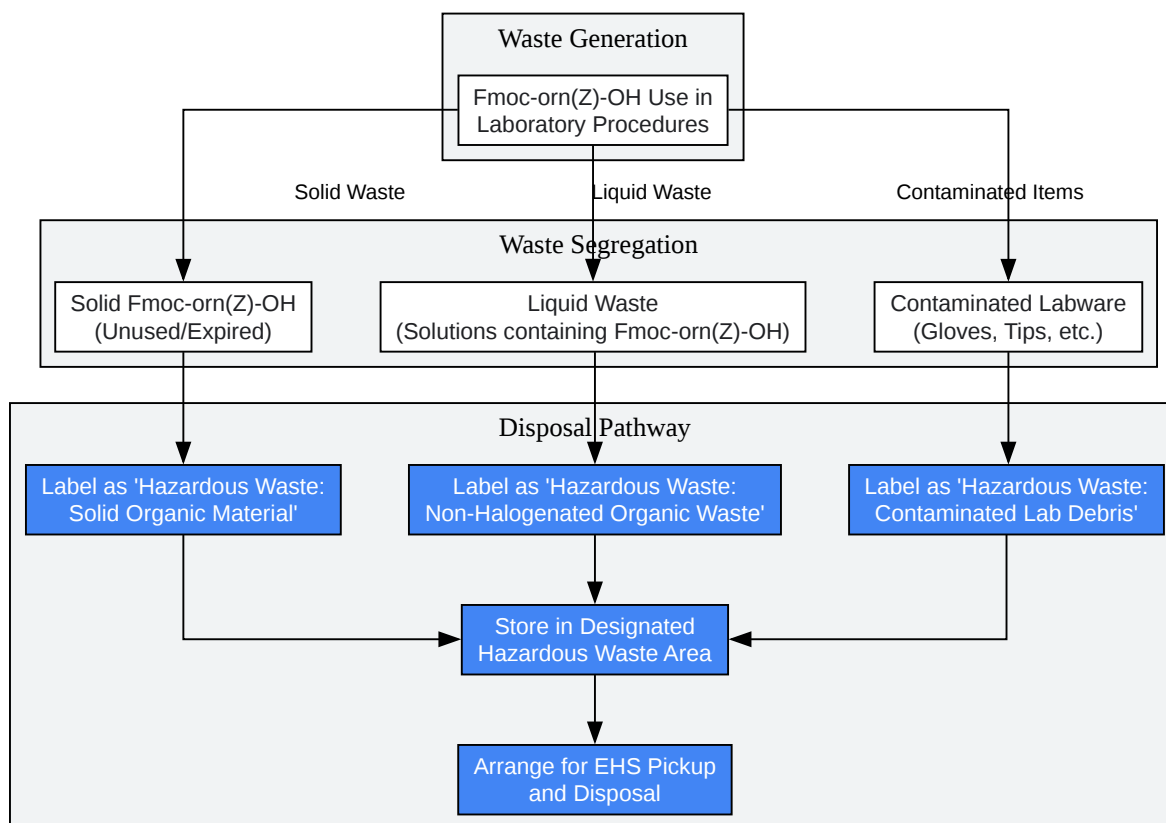 Waste Generation
Fmoc-orn(Z)-OH Use in
Laboratory Procedures
Solid Waste
Liquid Waste
Contaminated Items
Waste Segregation
Solid Fmoc-orn(Z)-OH
(Unused/Expired)
Liquid Waste
(Solutions containing Fmoc-orn(Z)-OH)
Contaminated Labware
(Gloves, Tips, etc.)
Disposal Pathway
Label as 'Hazardous Waste:
Solid Organic Material'
Label as 'Hazardous Waste:
Non-Halogenated Organic Waste'
Label as 'Hazardous Waste:
Contaminated Lab Debris'
Store in Designated
Hazardous Waste Area
Arrange for EHS Pickup
and Disposal